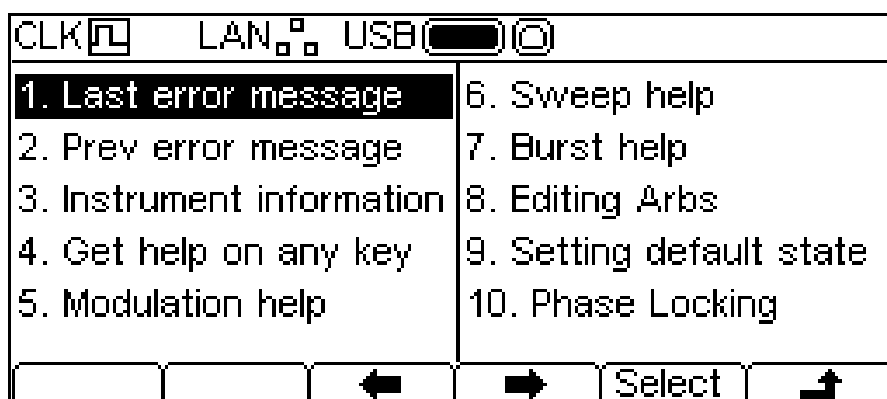 CLK LAN USB
1. Last error message
2. Prev error message
3. Instrument information
4. Get help on any key
5. Modulation help
6. Sweep help
7. Burst help
8. Editing Arbs
9. Setting default state
10. Phase Locking
Select